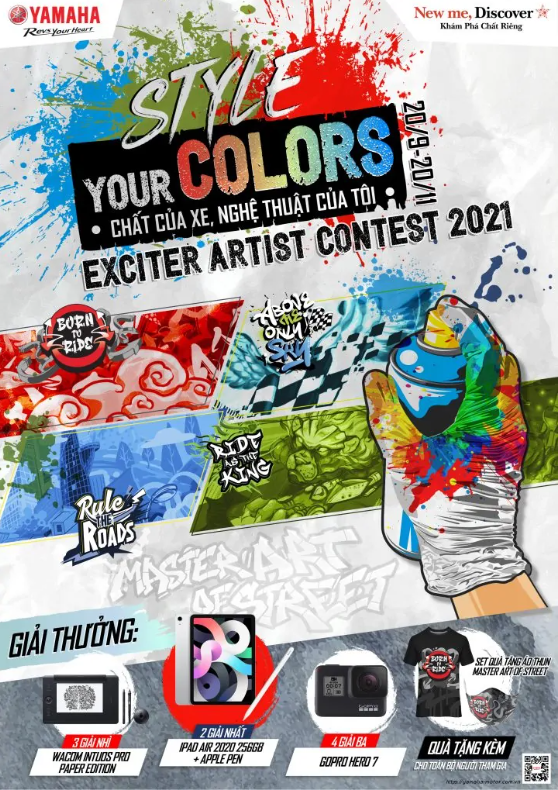 YAMAHA
Revs Your Heart
New me, Discover
Khám Phá Chất Riêng
STYLE
YOUR COLORS
20/9-20/11
CHẤT CỦA XE, NGHỆ THUẬT CỦA TÔI
EXCITER ARTIST CONTEST 2021
BORN
TO
RIDE
ABOVE
ME
ONLY
SKY
RIDE
AS THE
KING
Rule
THE
ROADS
MASTER ART
OF STREET
GIẢI THƯỞNG:
3 GIẢI NHÌ
WACOM INTUOS PRO
PAPER EDITION
2 GIẢI NHẤT
IPAD AIR 2020 256GB
+ APPLE PEN
4 GIẢI BA
GOPRO HERO 7
SET QUÀ TẶNG ÁO THUN
MASTER ART OF STREET
QUÀ TẶNG KÈM
CHO TOÀN BỘ NGƯỜI THAM GIA